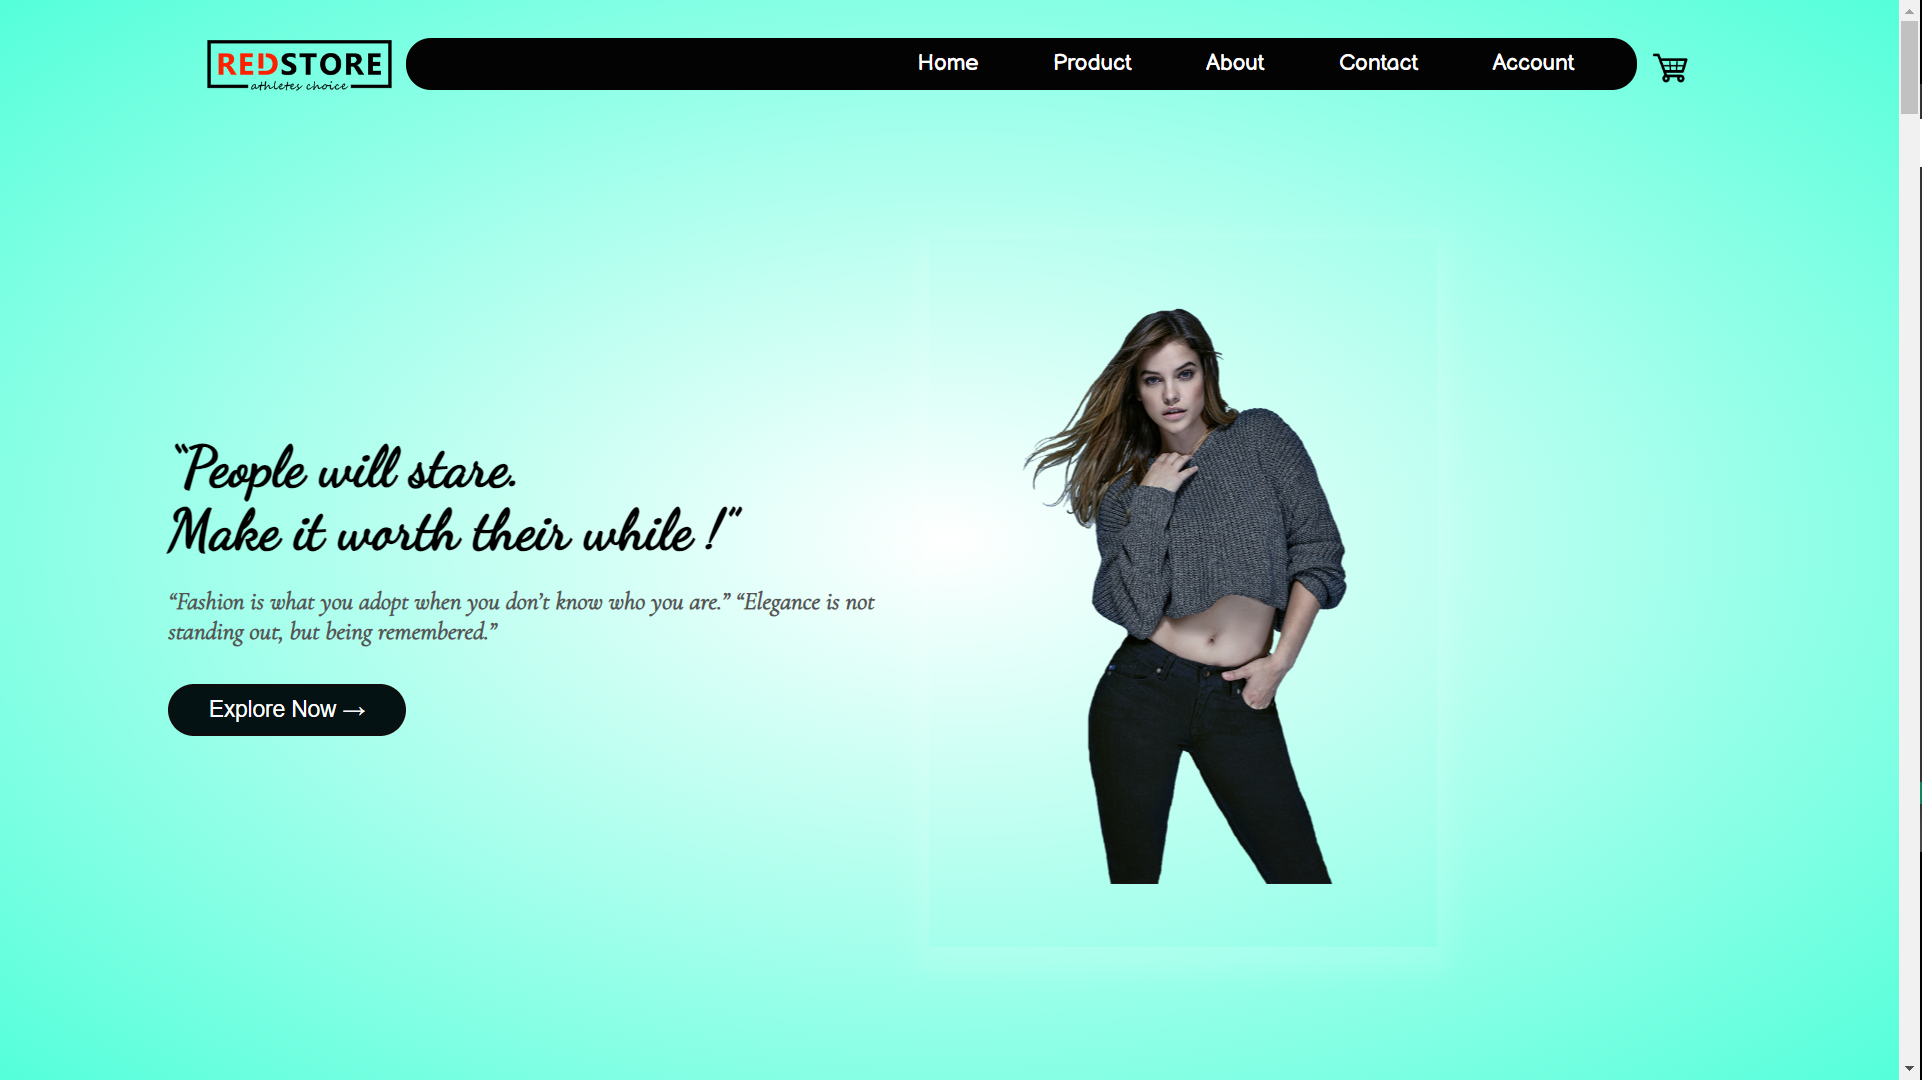 REDSTORE
athletes choice
Home Product About Contact Account
“People will stare.
Make it worth their while !”
“Fashion is what you adopt when you don’t know who you are.” “Elegance is not
standing out, but being remembered.”
Explore Now →